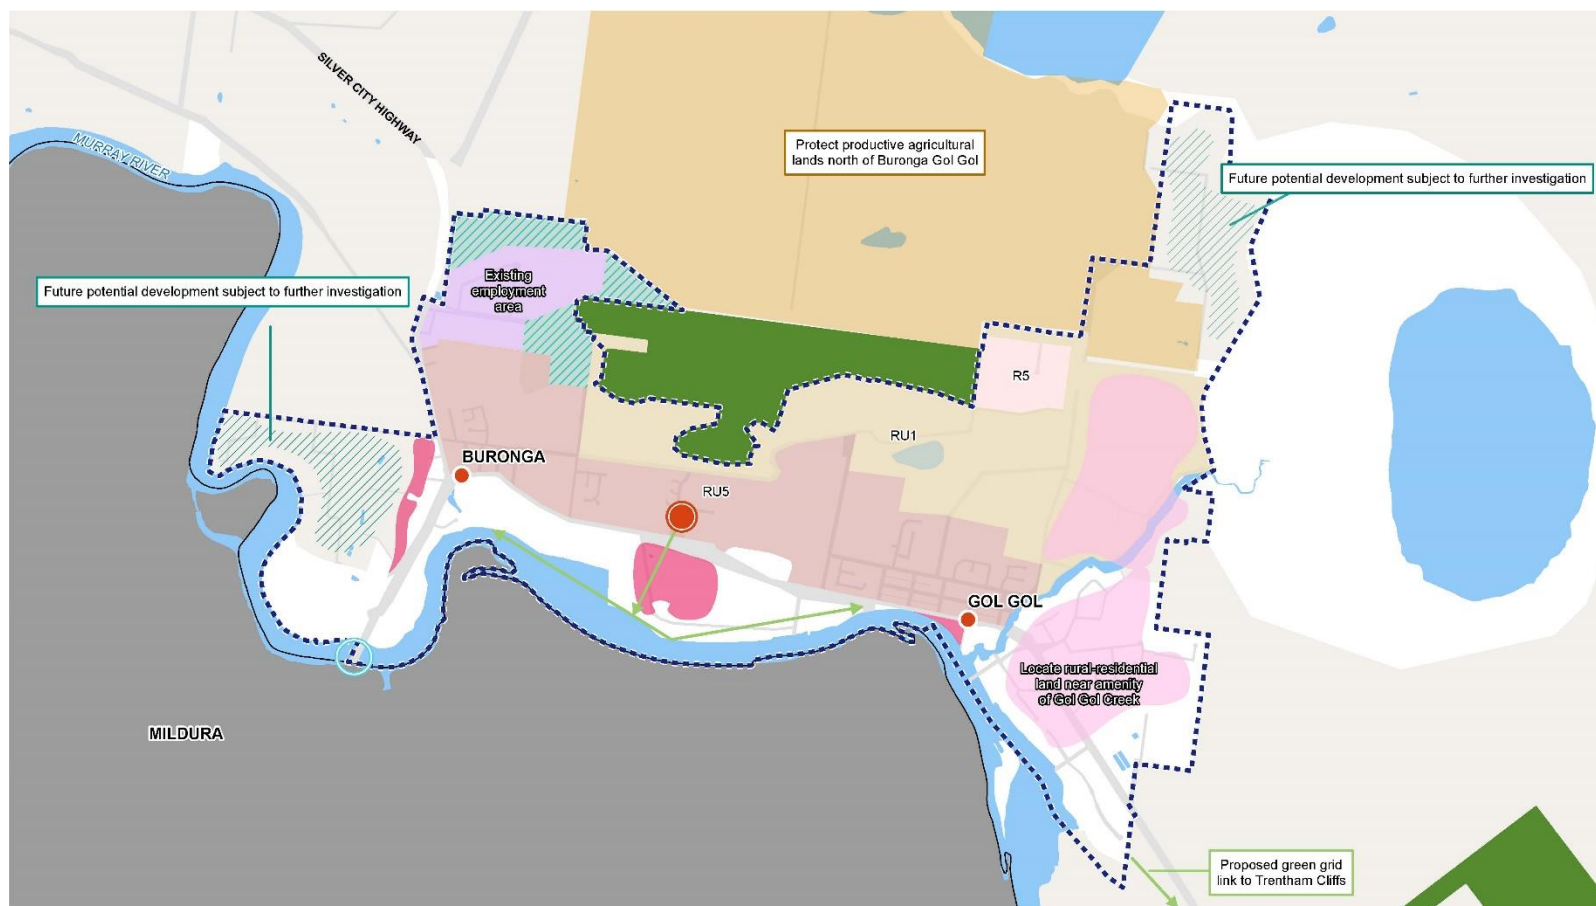 SILVER CITY HIGHWAY
MURRAY RIVER
Protect productive agricultural
lands north of Buronga Gol Gol
Future potential development subject to further investigation
Existing
employment
area
Future potential development subject to further investigation
R5
RU1
BURONGA
RU5
GOL GOL
Locate rural-residential
land near amenity
of Gol Gol Creek
MILDURA
Proposed green grid
link to Trentham Cliffs